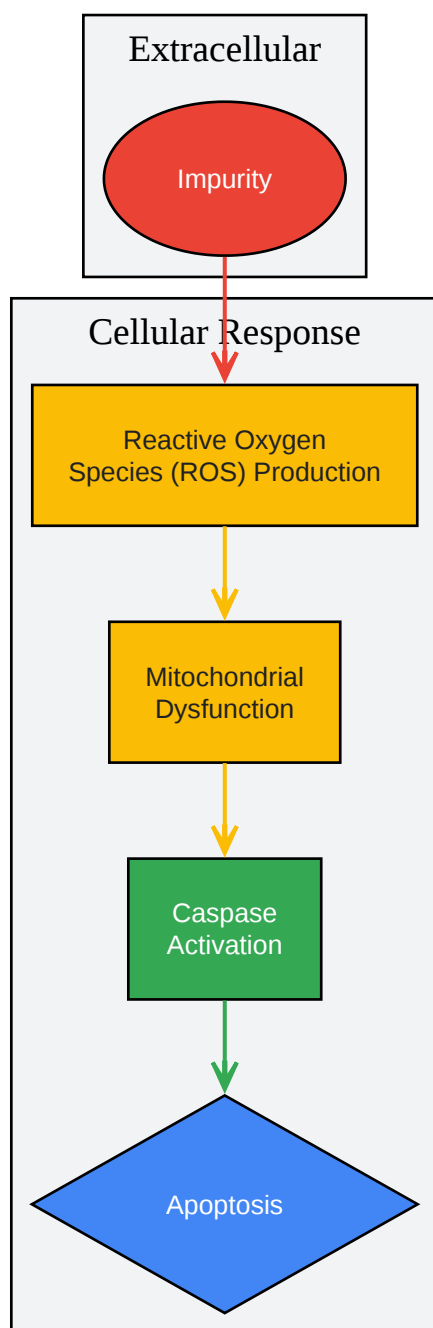 Extracellular
Impurity
Cellular Response
Reactive Oxygen
Species (ROS) Production
Mitochondrial
Dysfunction
Caspase
Activation
Apoptosis